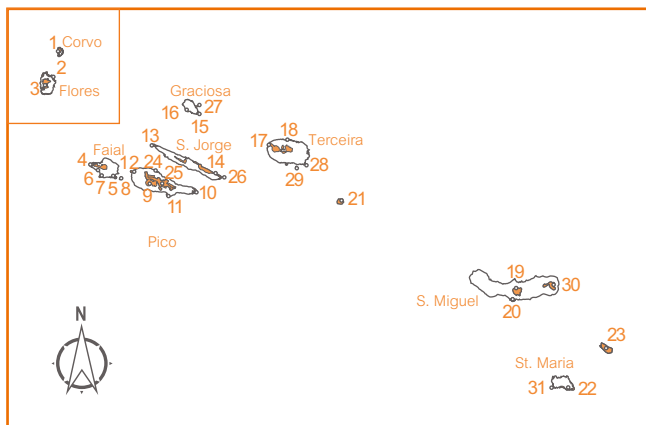 1 Corvo
2
3 Flores
Graciosa
16 27
15
13 18
S. Jorge 17 Terceira
Faial
4 12 24 14 28
25 29
6 7 5 8 9 10 26
11
21
Pico
19
30
S. Miguel
20
N
23
St. Maria
31 22